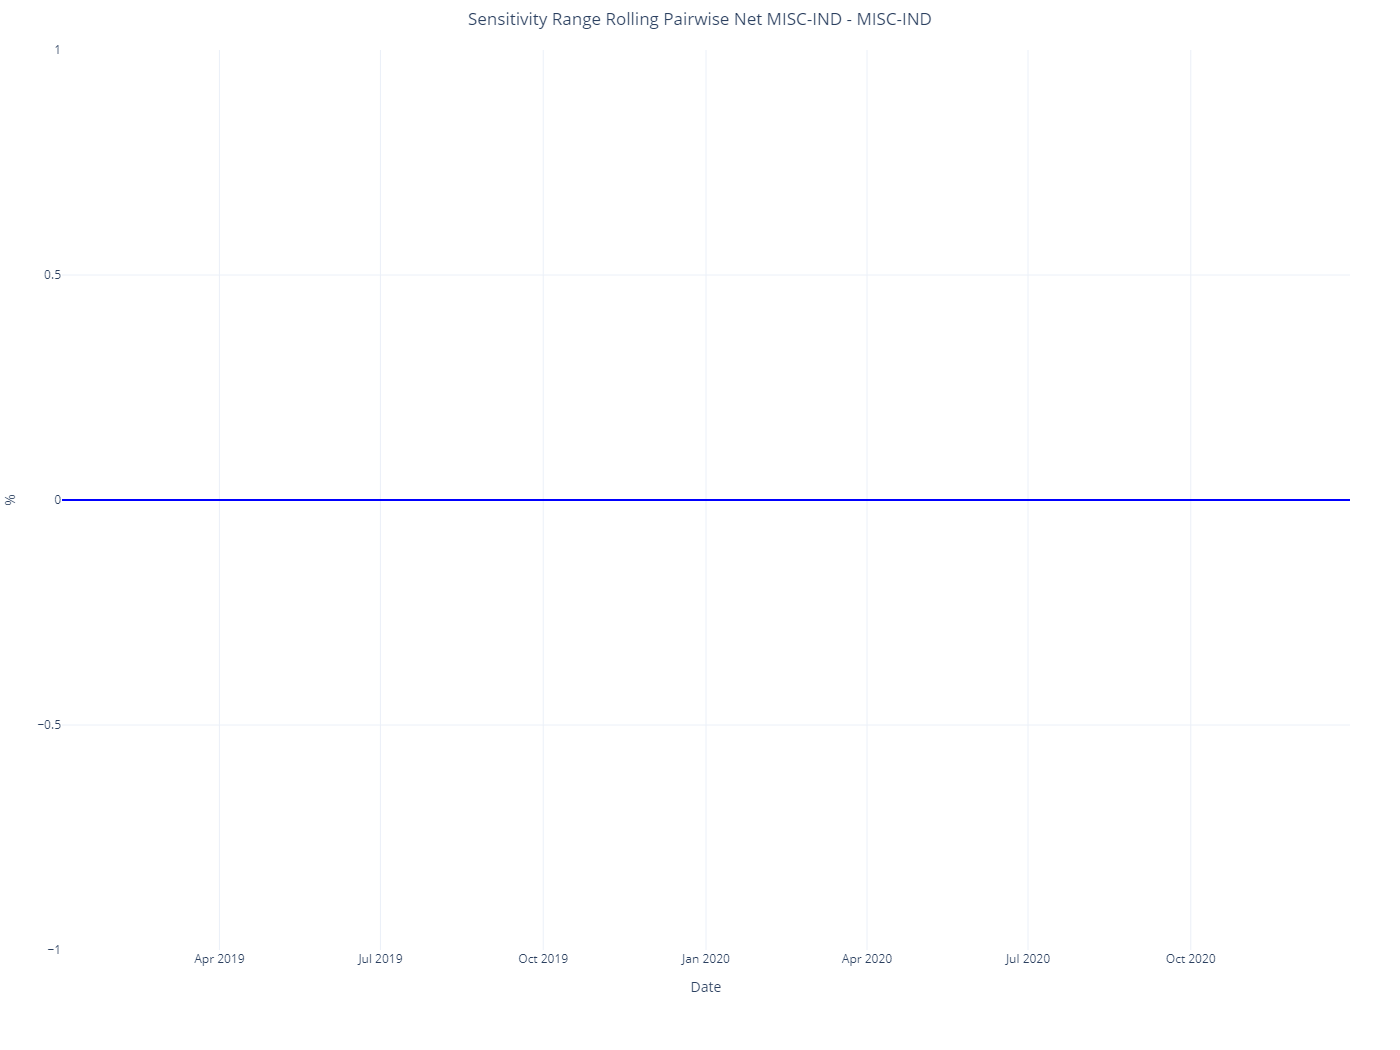 Sensitivity Range Rolling Pairwise Net MISC-IND - MISC-IND
1
0.5
0
−0.5
−1
%
Apr 2019 Jul 2019 Oct 2019 Jan 2020 Apr 2020 Jul 2020 Oct 2020
Date